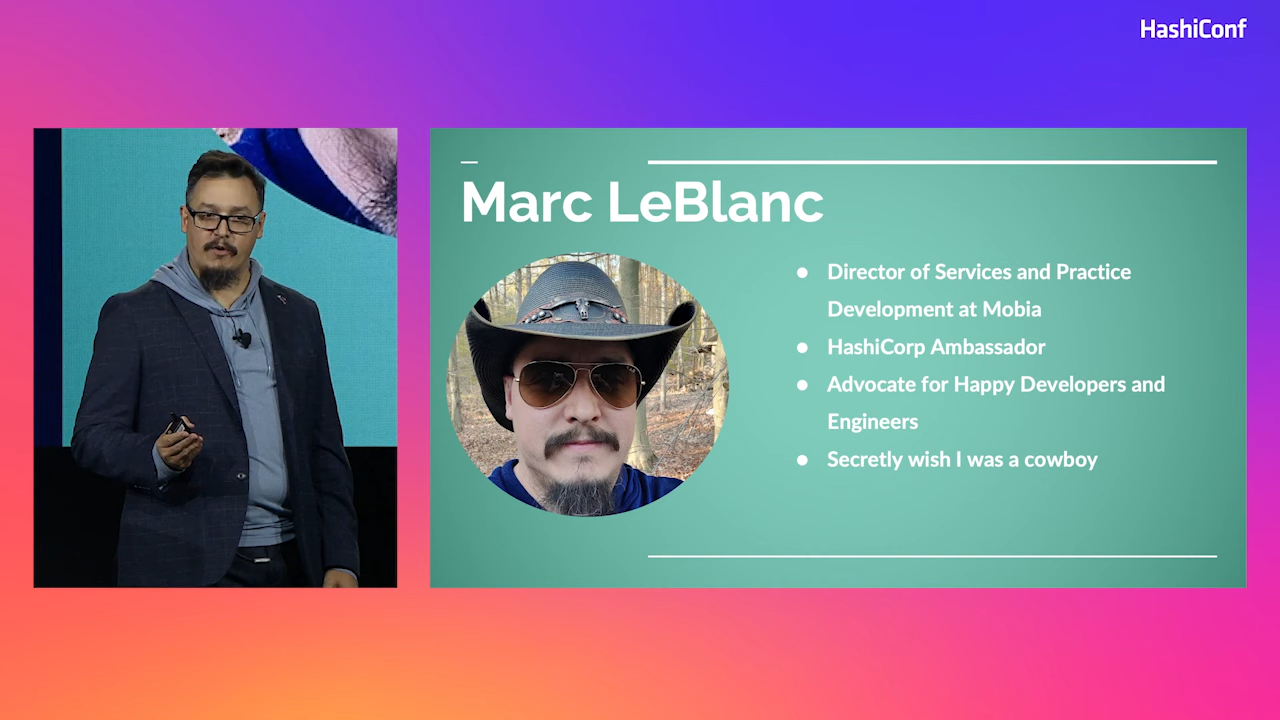 HashiConf
Marc LeBlanc
Director of Services and Practice
Development at Mobia
HashiCorp Ambassador
Advocate for Happy Developers and
Engineers
Secretly wish I was a cowboy